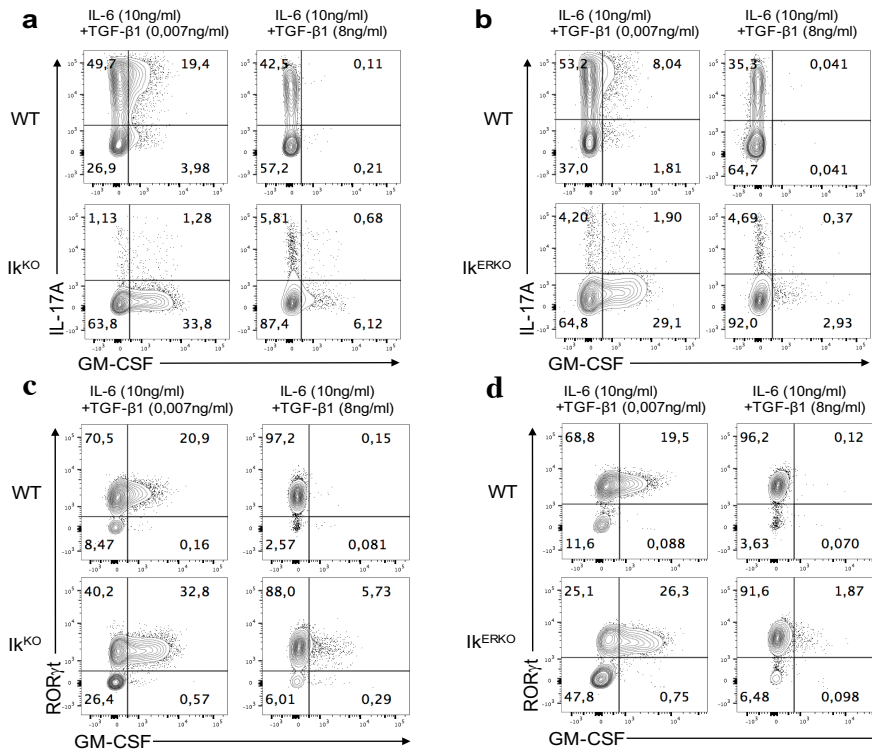 a
IL-6 (10ng/ml)
+TGF-β1 (0,007ng/ml)
IL-6 (10ng/ml)
+TGF-β1 (8ng/ml)
WT
49,7 19,4
26,9 3,98
42,5 0,11
57,2 0,21
Ik^KO
1,13 1,28
63,8 33,8
5,81 0,68
87,4 6,12
IL-17A
GM-CSF
b
IL-6 (10ng/ml)
+TGF-β1 (0,007ng/ml)
IL-6 (10ng/ml)
+TGF-β1 (8ng/ml)
WT
53,2 8,04
37,0 1,81
35,3 0,041
64,7 0,041
Ik^ERKO
4,20 1,90
64,8 29,1
4,69 0,37
92,0 2,93
IL-17A
GM-CSF
c
IL-6 (10ng/ml)
+TGF-β1 (0,007ng/ml)
IL-6 (10ng/ml)
+TGF-β1 (8ng/ml)
WT
70,5 20,9
8,47 0,16
97,2 0,15
2,57 0,081
Ik^KO
40,2 32,8
26,4 0,57
88,0 5,73
6,01 0,29
RORγt
GM-CSF
d
IL-6 (10ng/ml)
+TGF-β1 (0,007ng/ml)
IL-6 (10ng/ml)
+TGF-β1 (8ng/ml)
WT
68,8 19,5
11,6 0,088
96,2 0,12
3,63 0,070
Ik^ERKO
25,1 26,3
47,8 0,75
91,6 1,87
6,48 0,098
RORγt
GM-CSF